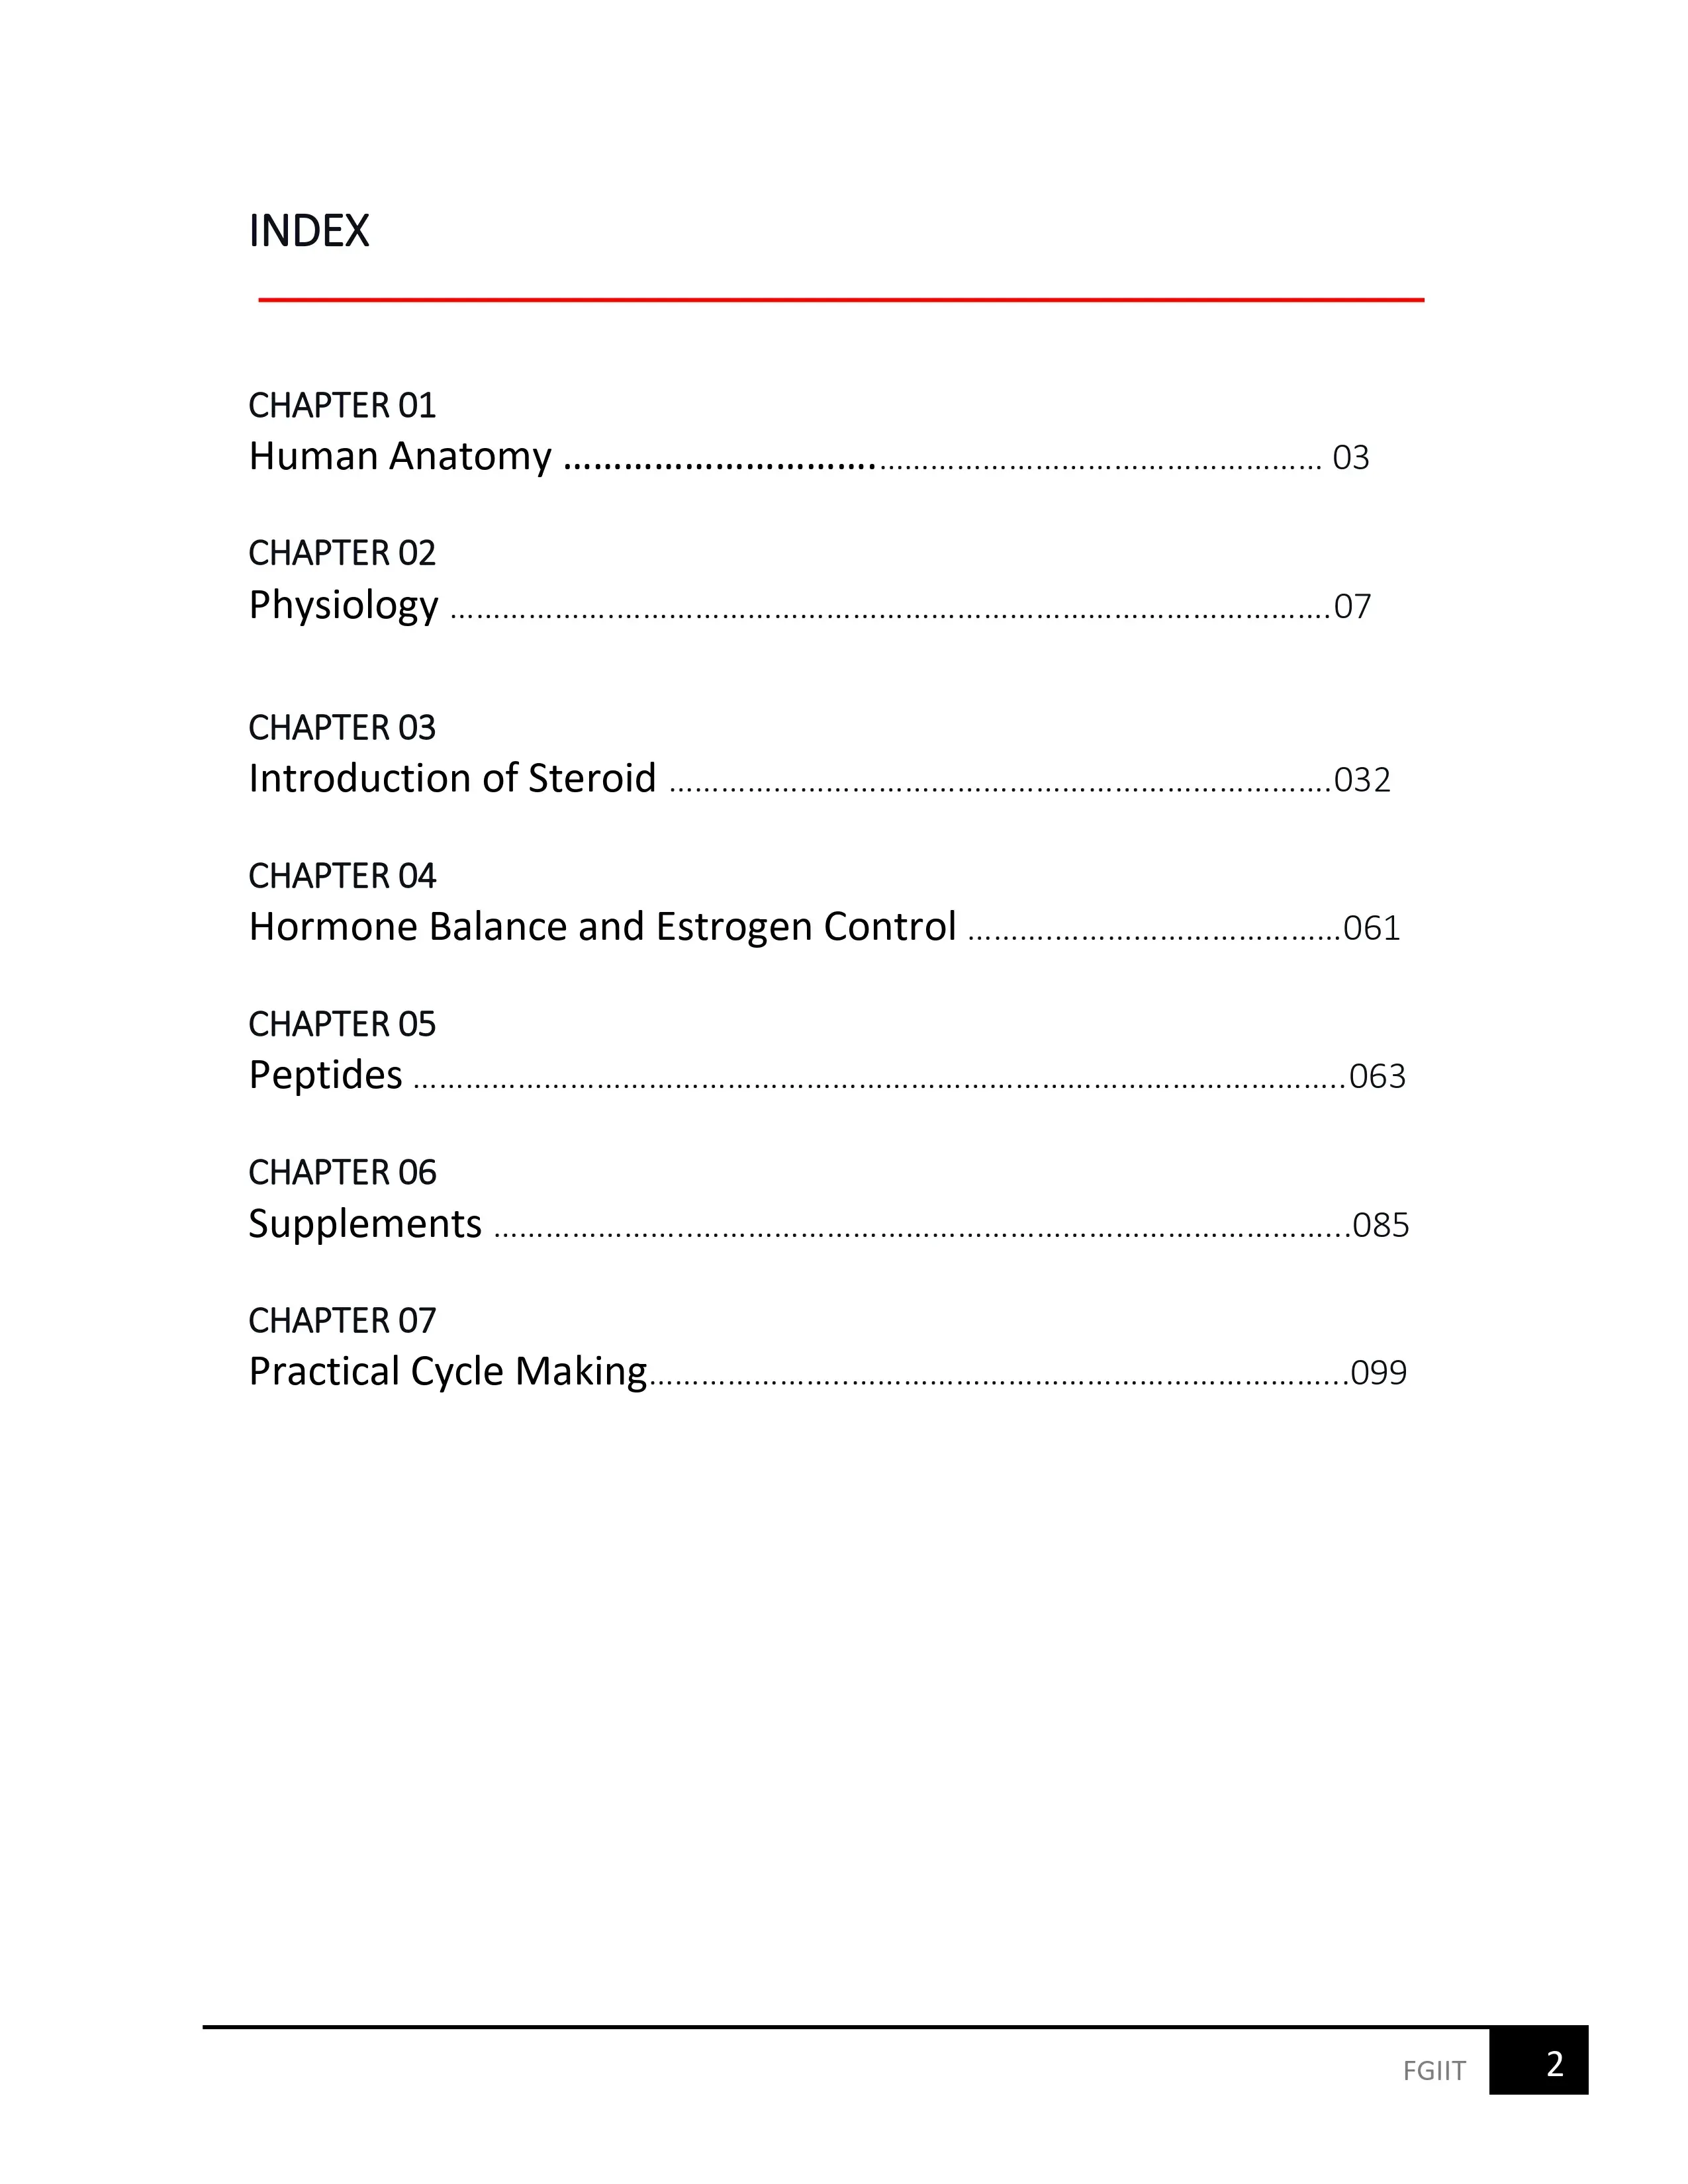 INDEX
CHAPTER 01
Human Anatomy ........................................................................ 03
CHAPTER 02
Physiology ........................................................................................07
CHAPTER 03
Introduction of Steroid ..................................................................032
CHAPTER 04
Hormone Balance and Estrogen Control ......................................061
CHAPTER 05
Peptides .............................................................................................063
CHAPTER 06
Supplements ......................................................................................085
CHAPTER 07
Practical Cycle Making......................................................................099
FGIIT 2